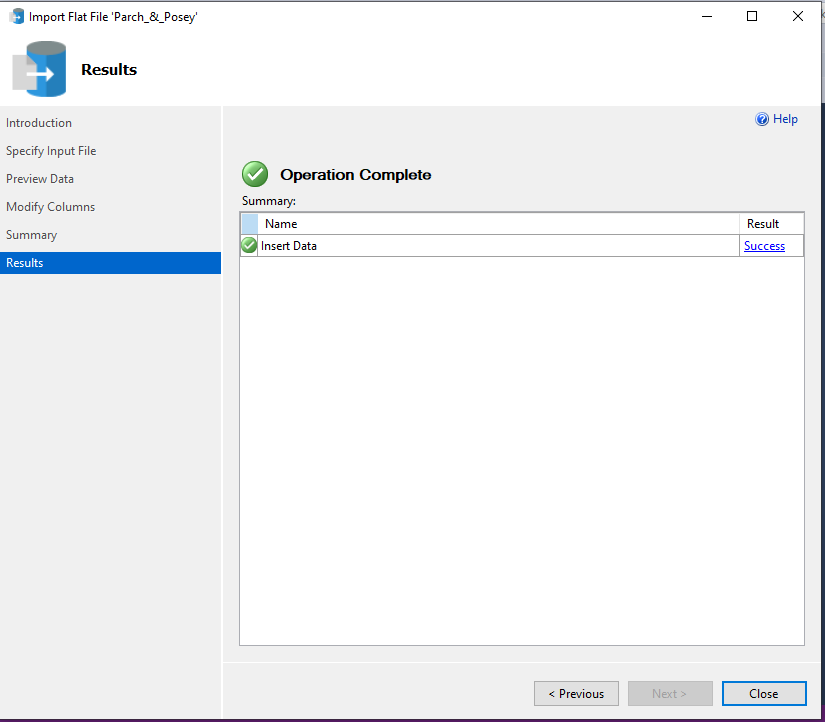 Import Flat File 'Parch_&_Posey'
Results
Introduction
Specify Input File
Preview Data
Modify Columns
Summary
Results
Help
Operation Complete
Summary:
Name Result
Insert Data Success
< Previous Next > Close